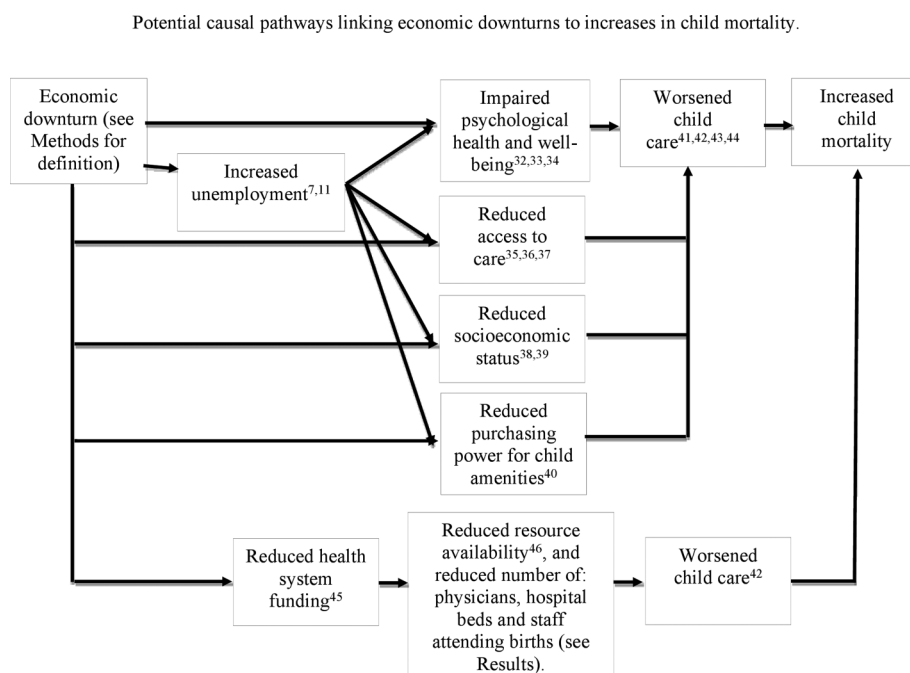 Potential causal pathways linking economic downturns to increases in child mortality.
Economic
downturn (see
Methods for
definition)
Increased
unemployment7,11
Impaired
psychological
health and well-
being32,33,34
Worsened
child
care41,42,43,44
Increased
child
mortality
Reduced
access to
care35,36,37
Reduced
socioeconomic
status38,39
Reduced
purchasing
power for child
amenities40
Reduced health
system
funding45
Reduced resource
availability46, and
reduced number of:
physicians, hospital
beds and staff
attending births (see
Results).
Worsened
child care42